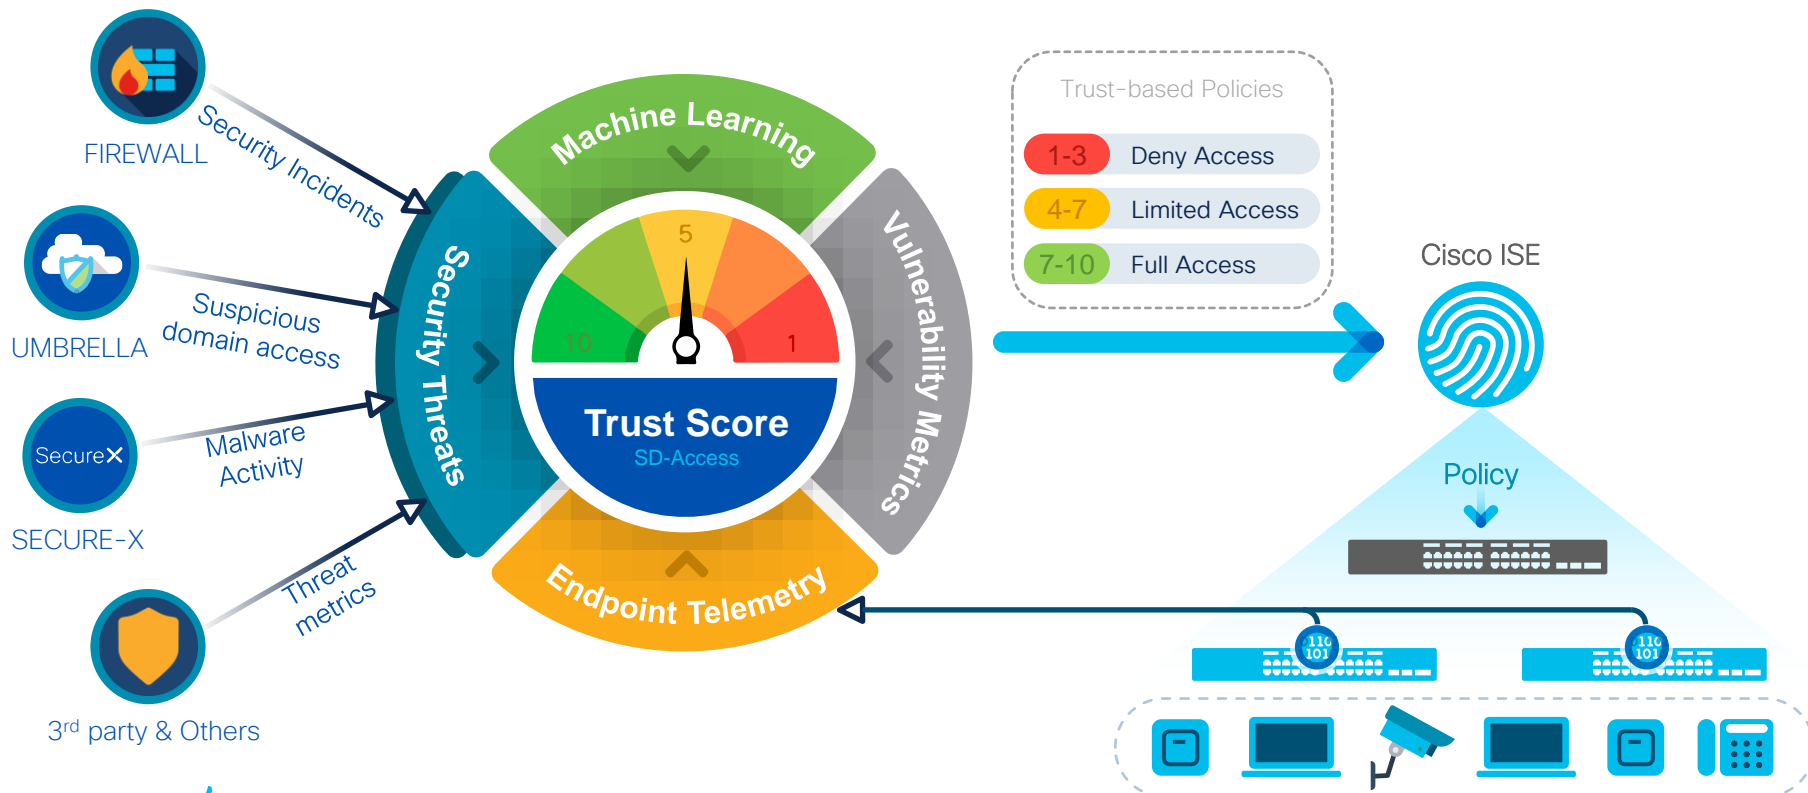 FIREWALL
Security Incidents
UMBRELLA
Suspicious
domain access
SecureX
SECURE-X
Malware
Activity
3rd party & Others
Threat
metrics
Security Threats
Machine Learning
Vulnerability Metrics
Endpoint Telemetry
10
5
1
Trust Score
SD-Access
Trust-based Policies
1-3 Deny Access
4-7 Limited Access
7-10 Full Access
Cisco ISE
Policy
110
101
110
101